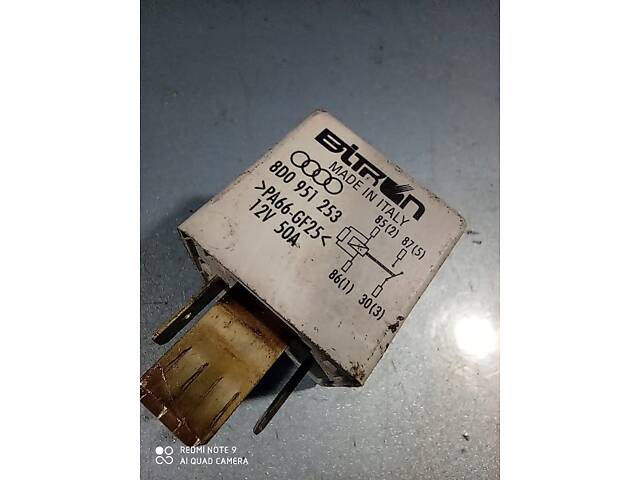 BITRON
MADE IN ITALY
8D0 951 253
>PA66-GF25<
12V 50A
85(2) 87(5)
86(1) 30(3)
REDMI NOTE 9
AI QUAD CAMERA